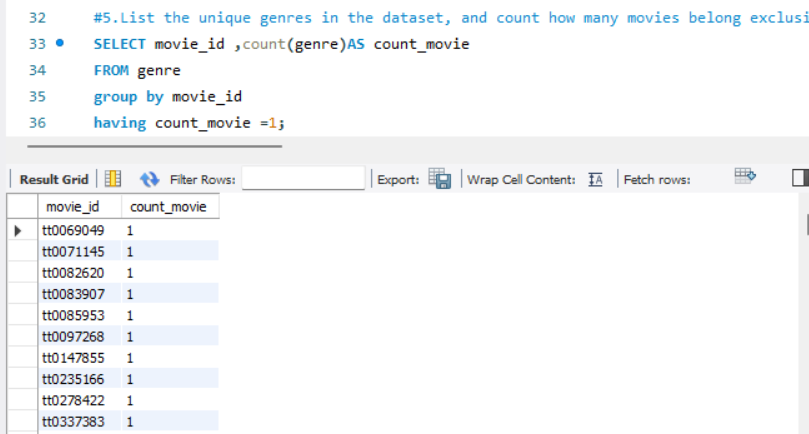 32 #5.List the unique genres in the dataset, and count how many movies belong exclusi
33 SELECT movie_id ,count(genre)AS count_movie
34 FROM genre
35 group by movie_id
36 having count_movie =1;
Result Grid Filter Rows: Export: Wrap Cell Content: IA Fetch rows:
movie_id count_movie
tt0069049 1
tt0071145 1
tt0082620 1
tt0083907 1
tt0085953 1
tt0097268 1
tt0147855 1
tt0235166 1
tt0278422 1
tt0337383 1